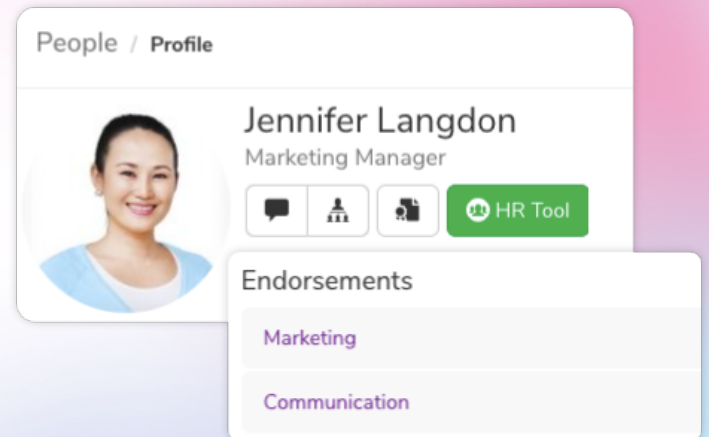 People / Profile
Jennifer Langdon
Marketing Manager
HR Tool
Endorsements
Marketing
Communication